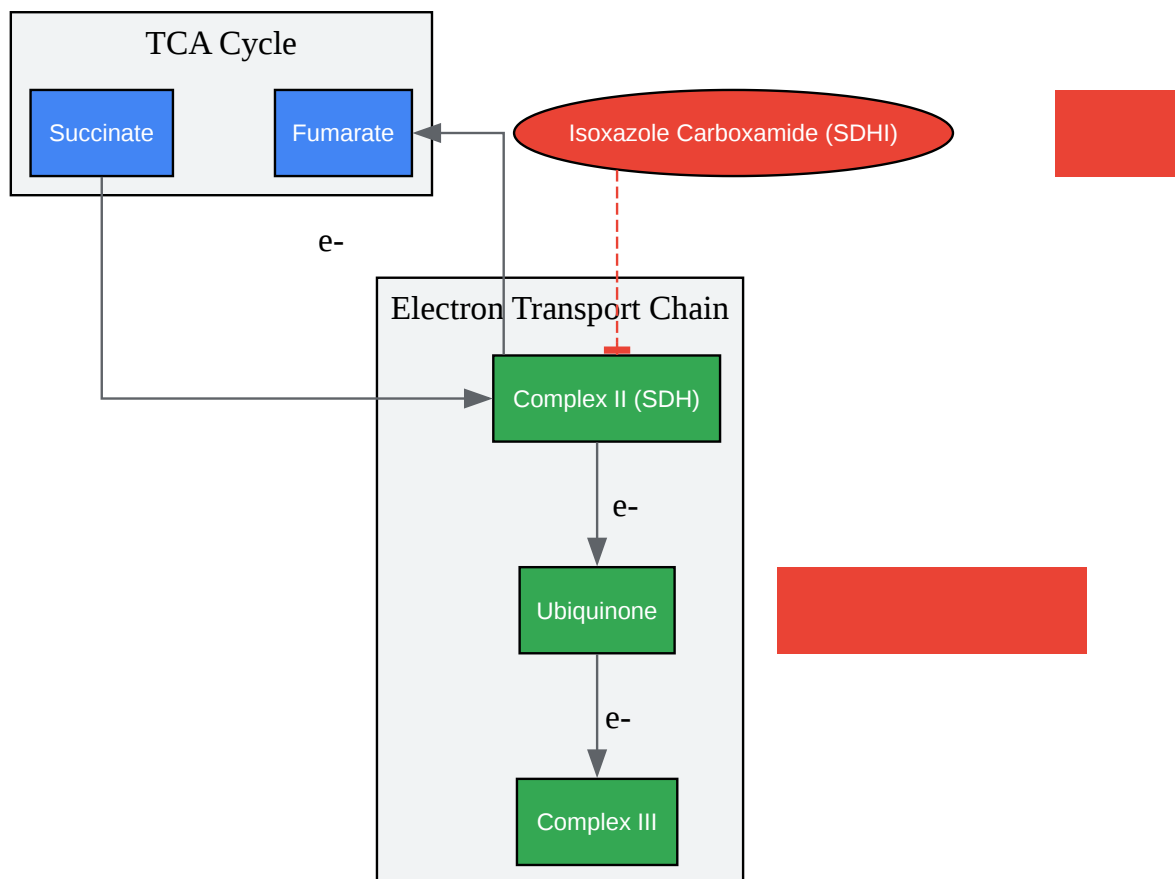 TCA Cycle
Succinate
Fumarate
Isoxazole Carboxamide (SDHI)
e-
Electron Transport Chain
Complex II (SDH)
e-
Ubiquinone
e-
Complex III